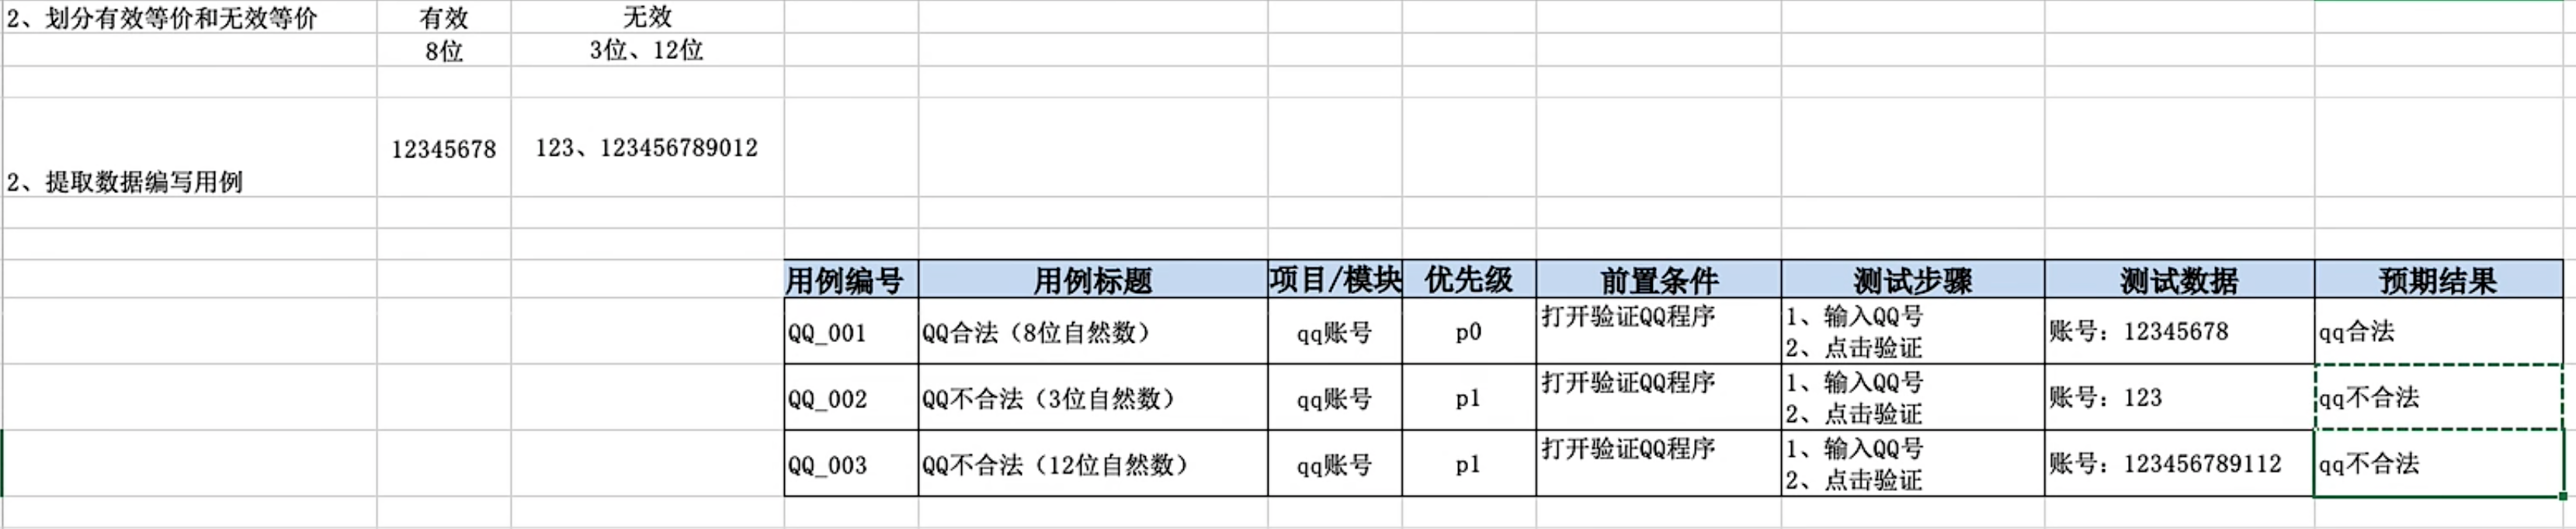 2、划分有效等价和无效等价 有效 无效
8位 3位、12位
12345678 123、123456789012
2、提取数据编写用例
用例编号 用例标题 项目/模块 优先级 前置条件 测试步骤 测试数据 预期结果
QQ_001 QQ合法（8位自然数） qq账号 p0 打开验证QQ程序 1、输入QQ号 账号：12345678 qq合法
2、点击验证
QQ_002 QQ不合法（3位自然数） qq账号 p1 打开验证QQ程序 1、输入QQ号 账号：123 qq不合法
2、点击验证
QQ_003 QQ不合法（12位自然数） qq账号 p1 打开验证QQ程序 1、输入QQ号 账号：123456789112 qq不合法
2、点击验证